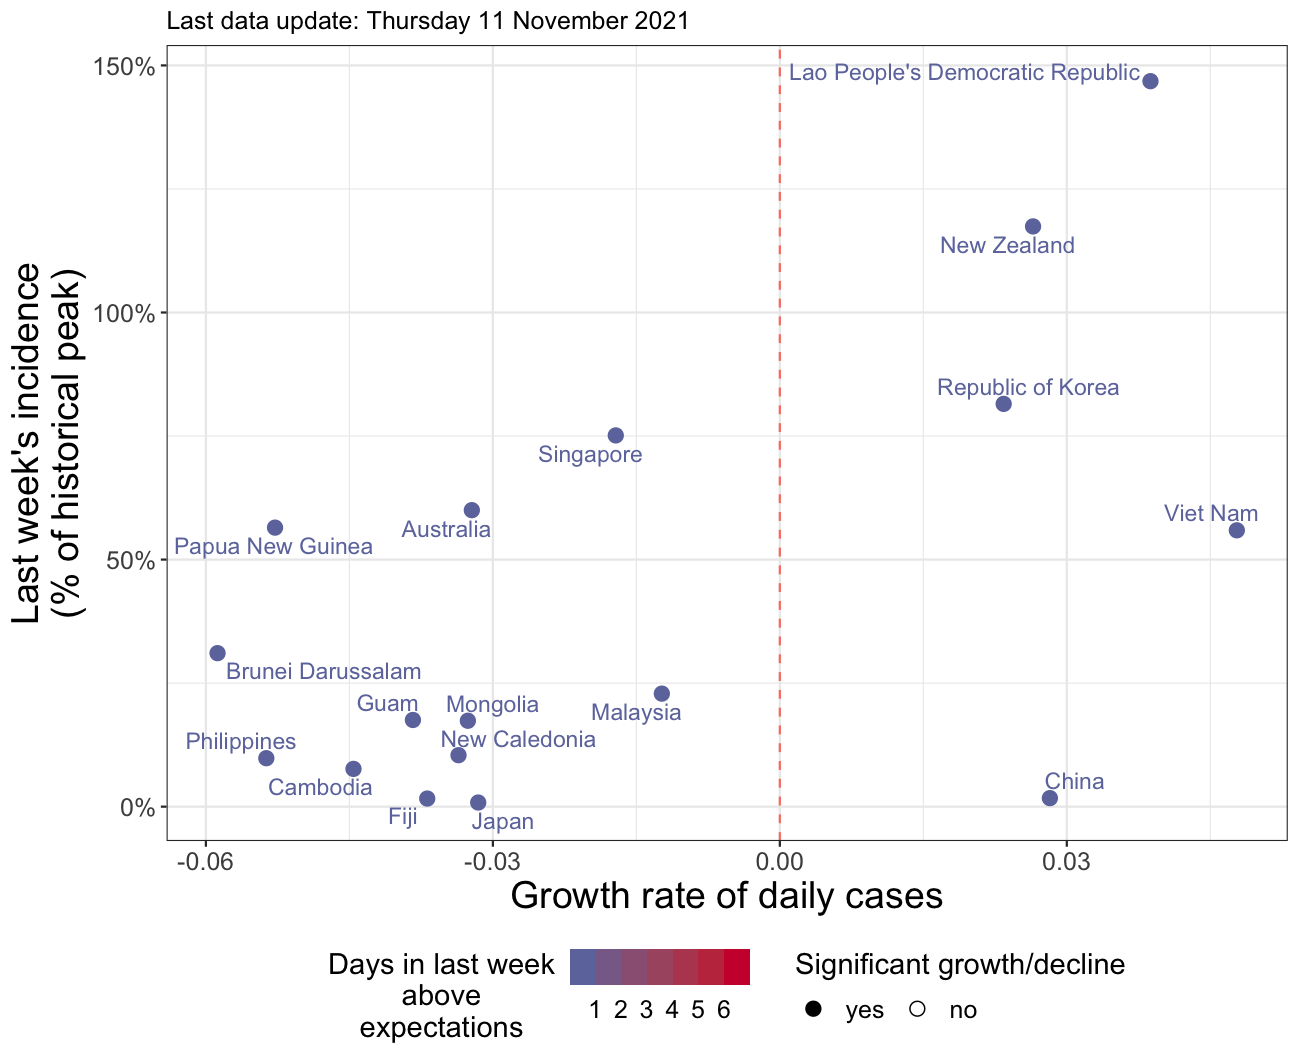 Last data update: Thursday 11 November 2021
150%
100%
50%
0%
Last week's incidence
(% of historical peak)
Lao People's Democratic Republic
New Zealand
Republic of Korea
Singapore
Viet Nam
Australia
Papua New Guinea
Brunei Darussalam
Guam
Mongolia
Malaysia
Philippines
New Caledonia
Cambodia
China
Fiji
Japan
-0.06
-0.03
0.00
0.03
Growth rate of daily cases
Days in last week
above
expectations
1 2 3 4 5 6
Significant growth/decline
yes
no